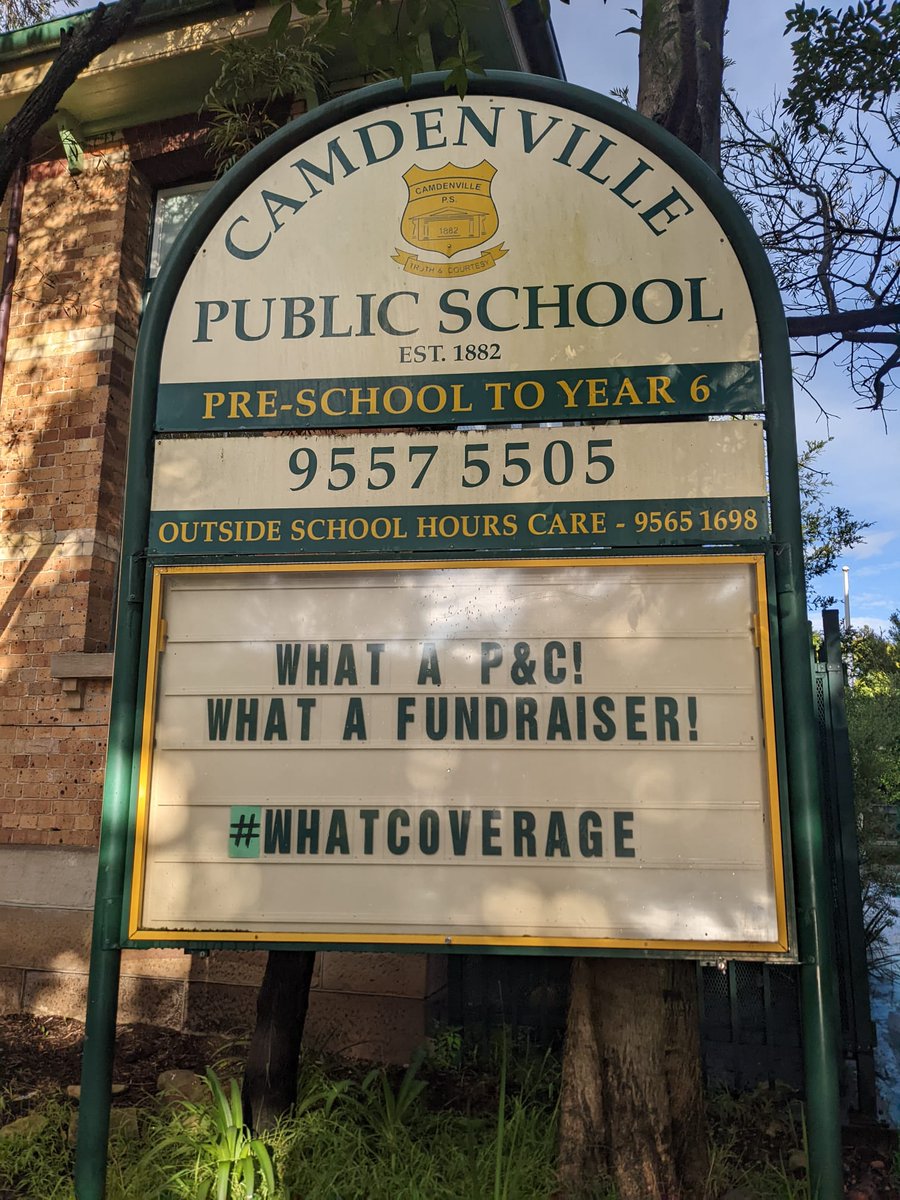 CAMDENVILLE
CAMDENVILLE
P.S.
1882
TRUTH & COURTESY
PUBLIC SCHOOL
EST. 1882
PRE-SCHOOL TO YEAR 6
9557 5505
OUTSIDE SCHOOL HOURS CARE - 9565 1698
WHAT A P&C!
WHAT A FUNDRAISER!
#WHATCOVERAGE